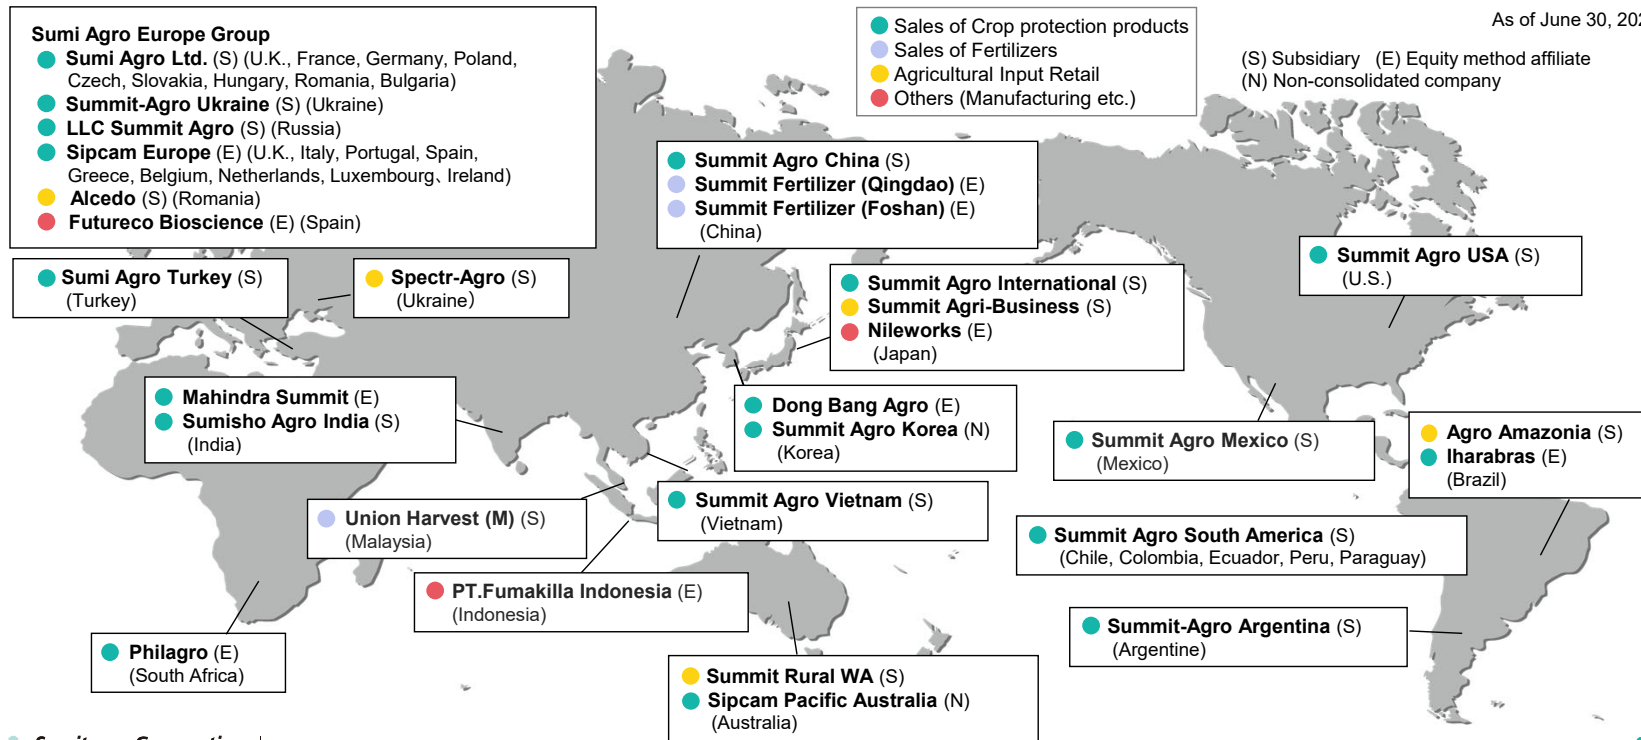 Sumi Agro Europe Group
Sumi Agro Ltd. (S) (U.K., France, Germany, Poland,
Czech, Slovakia, Hungary, Romania, Bulgaria)
Summit-Agro Ukraine (S) (Ukraine)
LLC Summit Agro (S) (Russia)
Sipcam Europe (E) (U.K., Italy, Portugal, Spain,
Greece, Belgium, Netherlands, Luxembourg、Ireland)
Alcedo (S) (Romania)
Futureco Bioscience (E) (Spain)
Sales of Crop protection products
Sales of Fertilizers
Agricultural Input Retail
Others (Manufacturing etc.)
As of June 30,
(S) Subsidiary (E) Equity method affiliate
(N) Non-consolidated company
Summit Agro China (S)
Summit Fertilizer (Qingdao) (E)
Summit Fertilizer (Foshan) (E)
(China)
Summit Agro USA (S)
(U.S.)
Sumi Agro Turkey (S)
(Turkey)
Spectr-Agro (S)
(Ukraine）
Summit Agro International (S)
Summit Agri-Business (S)
Nileworks (E)
(Japan)
Mahindra Summit (E)
Sumisho Agro India (S)
(India)
Dong Bang Agro (E)
Summit Agro Korea (N)
(Korea)
Summit Agro Mexico (S)
(Mexico)
Agro Amazonia (S)
Iharabras (E)
(Brazil)
Union Harvest (M) (S)
(Malaysia)
Summit Agro Vietnam (S)
(Vietnam)
Summit Agro South America (S)
(Chile, Colombia, Ecuador, Peru, Paraguay)
PT.Fumakilla Indonesia (E)
(Indonesia)
Summit-Agro Argentina (S)
(Argentine)
Philagro (E)
(South Africa)
Summit Rural WA (S)
Sipcam Pacific Australia (N)
(Australia)